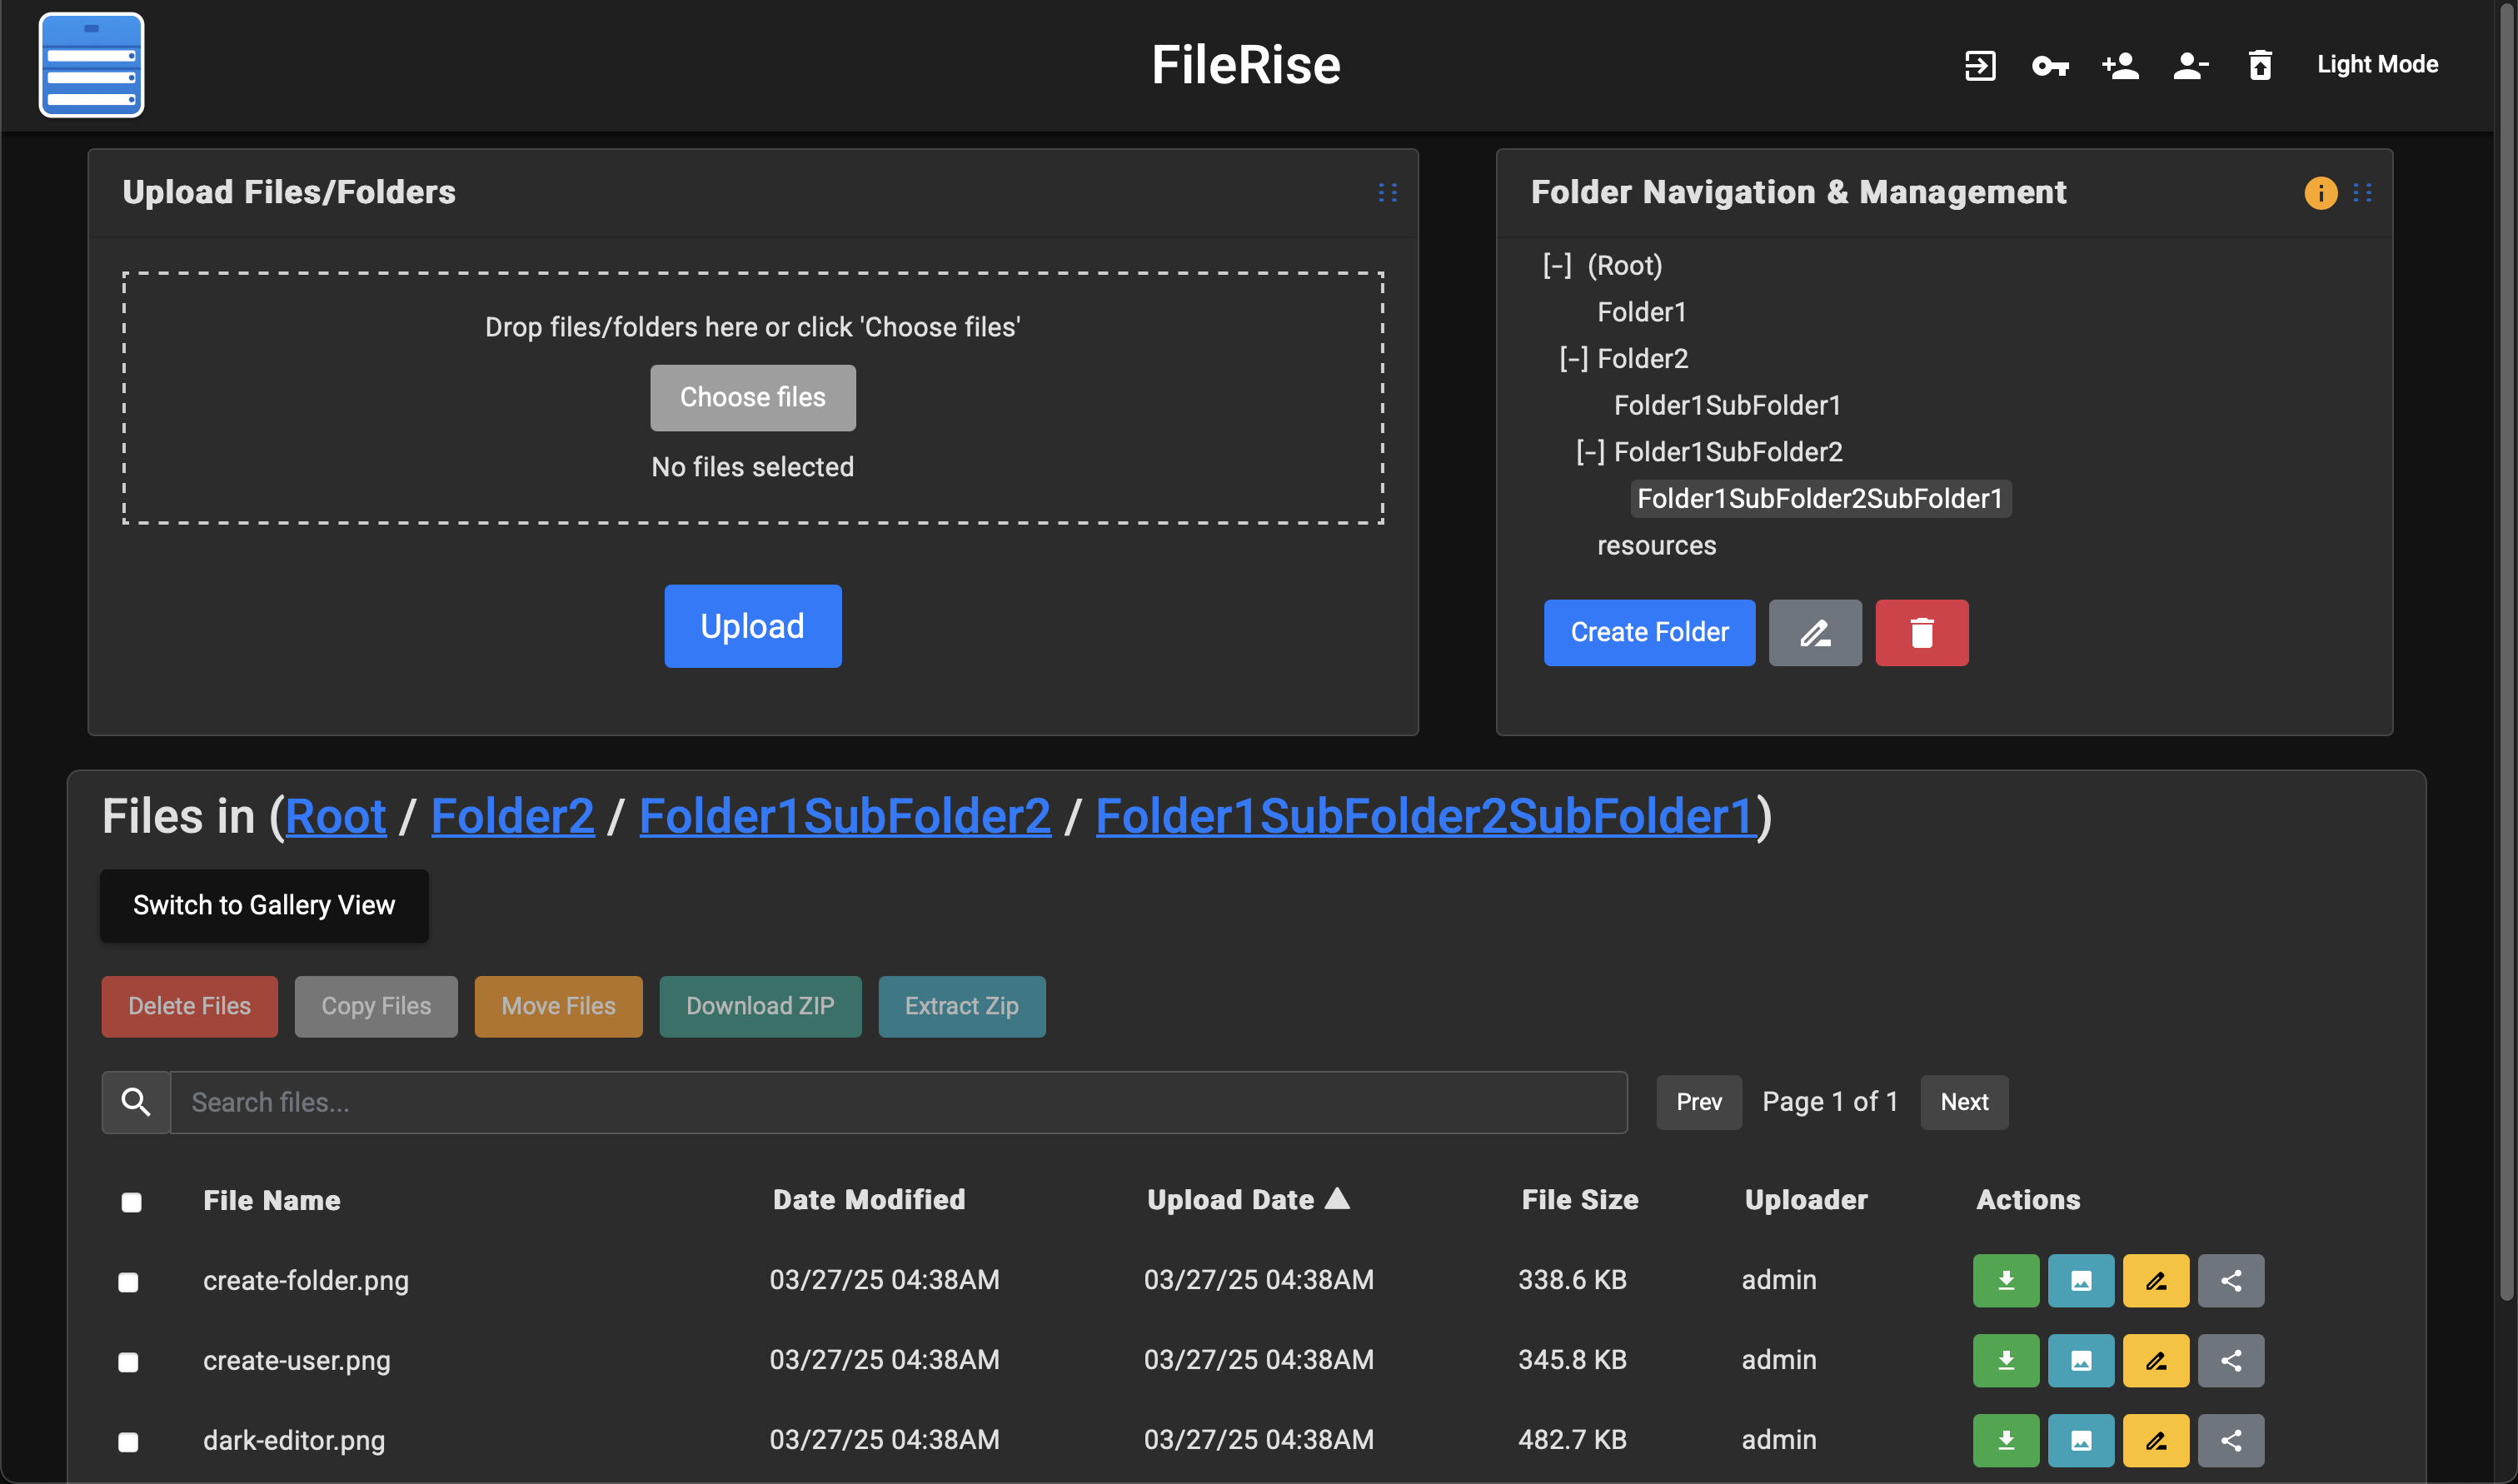 FileRise
Light Mode
Upload Files/Folders
Drop files/folders here or click 'Choose files'
Choose files
No files selected
Upload
Folder Navigation & Management
[-] (Root)
Folder1
[-] Folder2
Folder1SubFolder1
[-] Folder1SubFolder2
Folder1SubFolder2SubFolder1
resources
Create Folder
Files in (Root / Folder2 / Folder1SubFolder2 / Folder1SubFolder2SubFolder1)
Switch to Gallery View
Delete Files Copy Files Move Files Download ZIP Extract Zip
Search files... Prev Page 1 of 1 Next
File Name Date Modified Upload Date ▲ File Size Uploader Actions
create-folder.png 03/27/25 04:38AM 03/27/25 04:38AM 338.6 KB admin
create-user.png 03/27/25 04:38AM 03/27/25 04:38AM 345.8 KB admin
dark-editor.png 03/27/25 04:38AM 03/27/25 04:38AM 482.7 KB admin